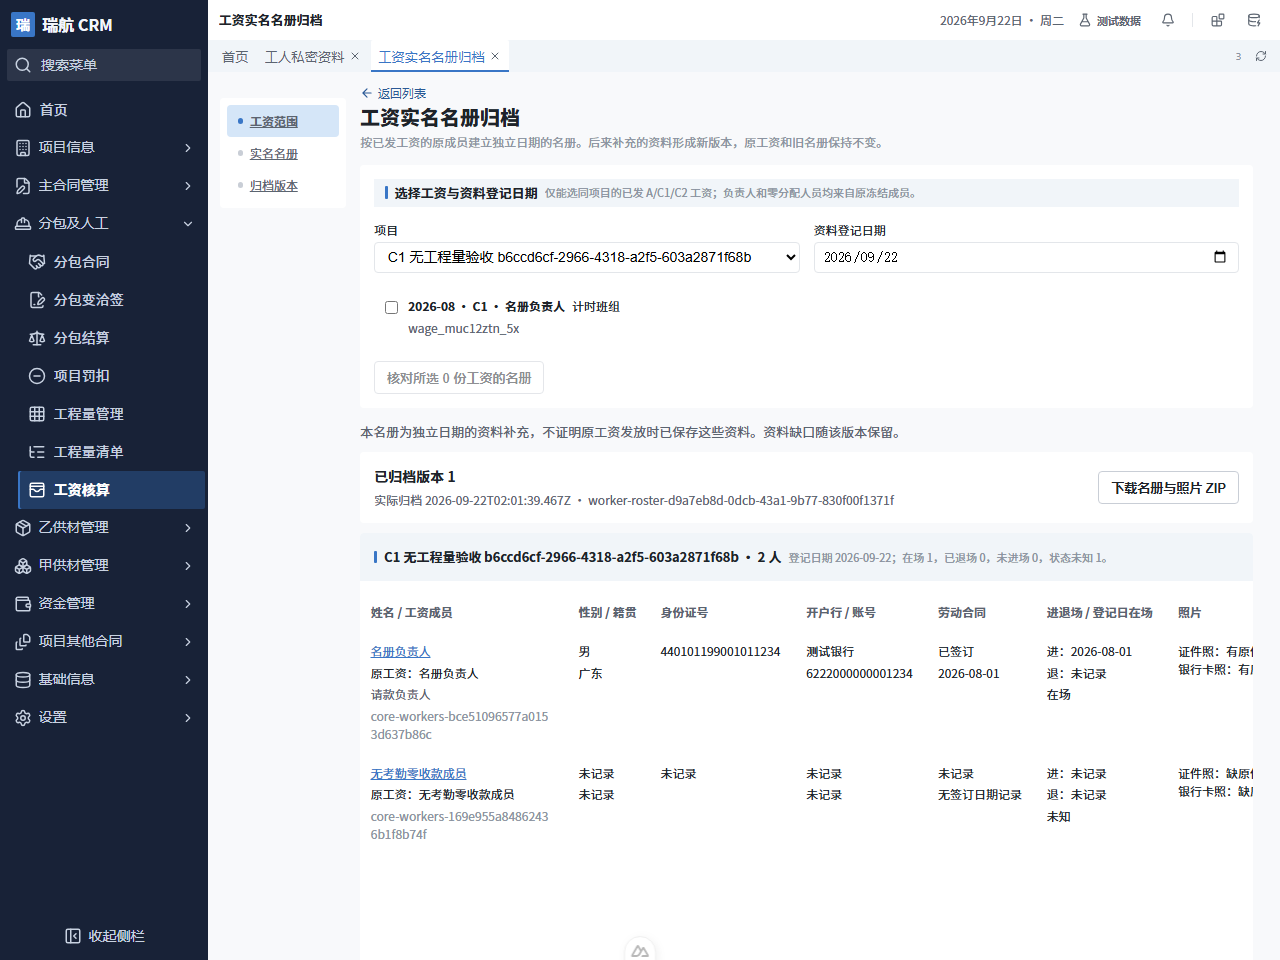 瑞 瑞航 CRM
搜索菜单
首页
项目信息
主合同管理
分包及人工
分包合同
分包变洽签
分包结算
项目罚扣
工程量管理
工程量清单
工资核算
乙供材管理
甲供材管理
资金管理
项目其他合同
基础信息
设置
收起侧栏
工资实名名册归档
2026年9月22日 · 周二 测试数据
首页 工人私密资料 工资实名名册归档 3
工资范围
实名名册
归档版本
返回列表
工资实名名册归档
按已发工资的原成员建立独立日期的名册。后来补充的资料形成新版本，原工资和旧名册保持不变。
选择工资与资料登记日期 仅能选同项目的已发 A/C1/C2 工资；负责人和零分配人员均来自原冻结成员。
项目 资料登记日期
C1 无工程量验收 b6ccd6cf-2966-4318-a2f5-603a2871f68b 2026/09/22
2026-08 · C1 · 名册负责人 计时班组
wage_muc12ztn_5x
核对所选 0 份工资的名册
本名册为独立日期的资料补充，不证明原工资发放时已保存这些资料。资料缺口随该版本保留。
已归档版本 1
实际归档 2026-09-22T02:01:39.467Z · worker-roster-d9a7eb8d-0dcb-43a1-9b77-830f00f1371f
下载名册与照片 ZIP
C1 无工程量验收 b6ccd6cf-2966-4318-a2f5-603a2871f68b · 2 人 登记日期 2026-09-22；在场 1，已退场 0，未进场 0，状态未知 1。
姓名 / 工资成员 性别 / 籍贯 身份证号 开户行 / 账号 劳动合同 进退场 / 登记日在场 照片
名册负责人 男 440101199001011234 测试银行 已签订 进：2026-08-01 证件照：有原
原工资：名册负责人 广东 6222000000001234 2026-08-01 退：未记录 银行卡照：有
请款负责人 在场
core-workers-bce51096577a015
3d637b86c
无考勤零收款成员 未记录 未记录 未记录 未记录 进：未记录 证件照：缺原
原工资：无考勤零收款成员 未记录 未记录 无签订日期记录 退：未记录 银行卡照：缺
core-workers-169e955a8486243 未知
6b1f8b74f